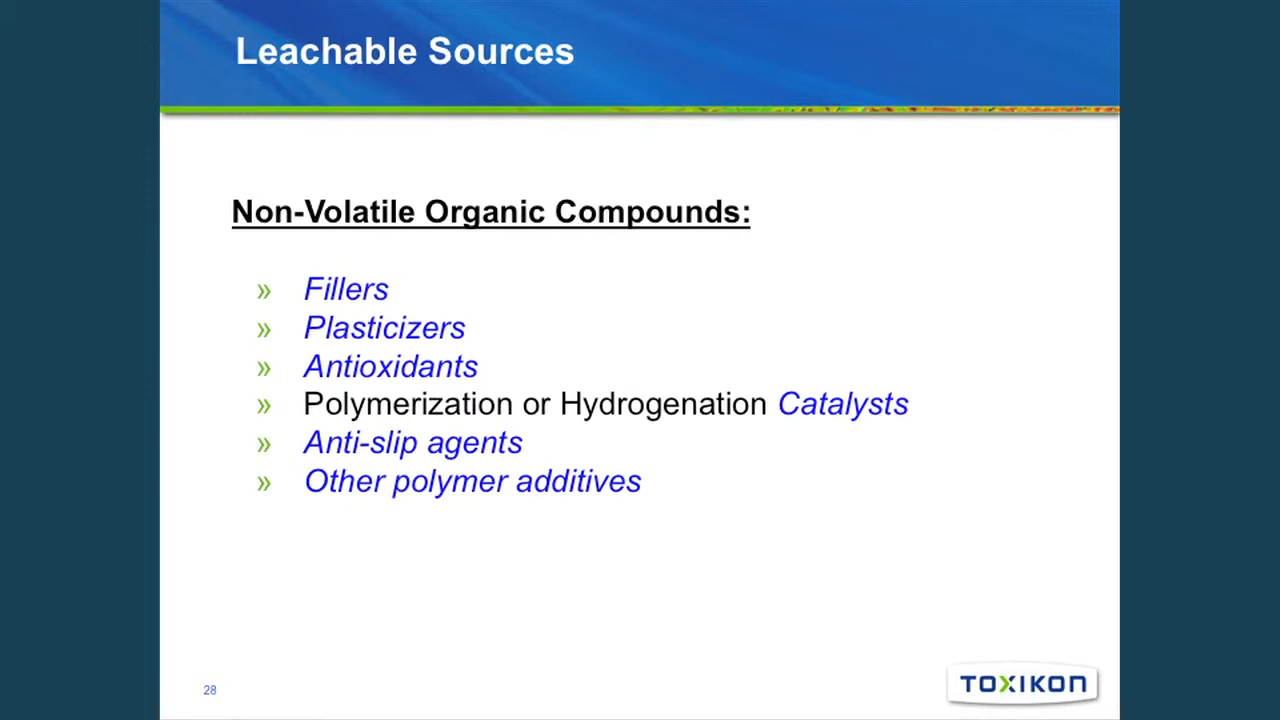 Leachable Sources
Non-Volatile Organic Compounds:
» Fillers
» Plasticizers
» Antioxidants
» Polymerization or Hydrogenation Catalysts
» Anti-slip agents
» Other polymer additives
28
TOXIKON